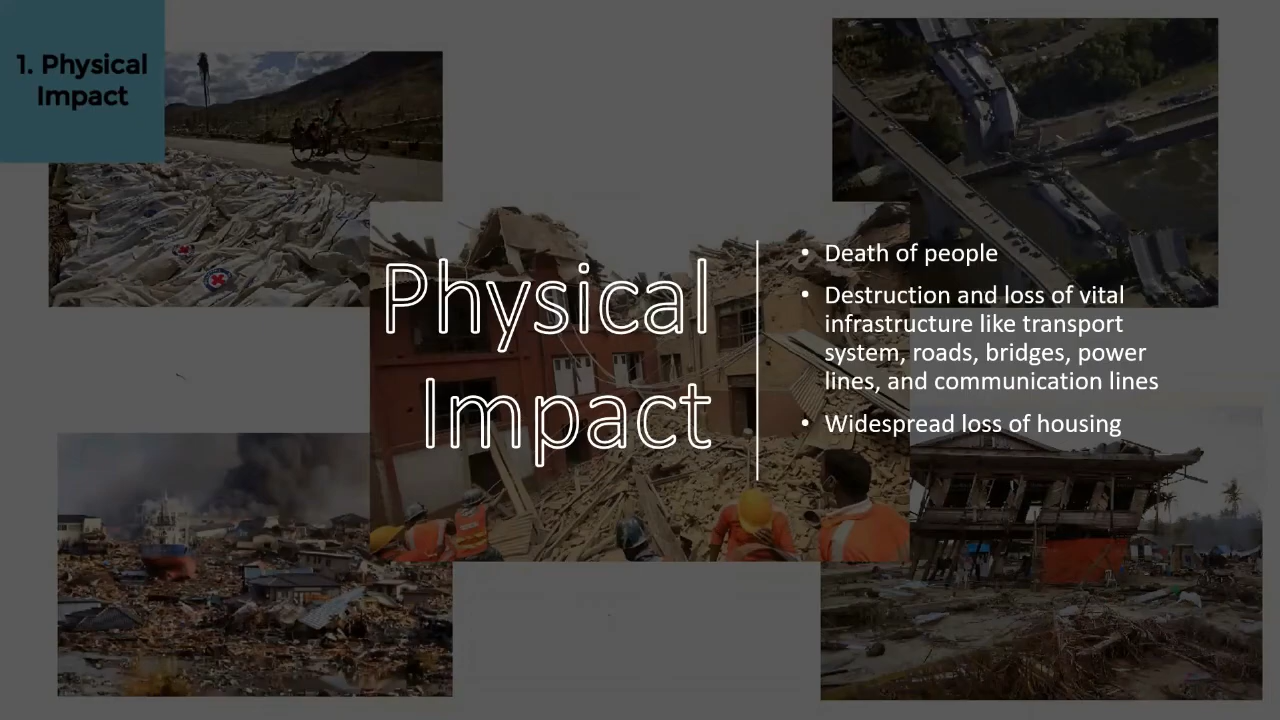 1. Physical
Impact
Physical
Impact
• Death of people
• Destruction and loss of vital
infrastructure like transport
system, roads, bridges, power
lines, and communication lines
• Widespread loss of housing